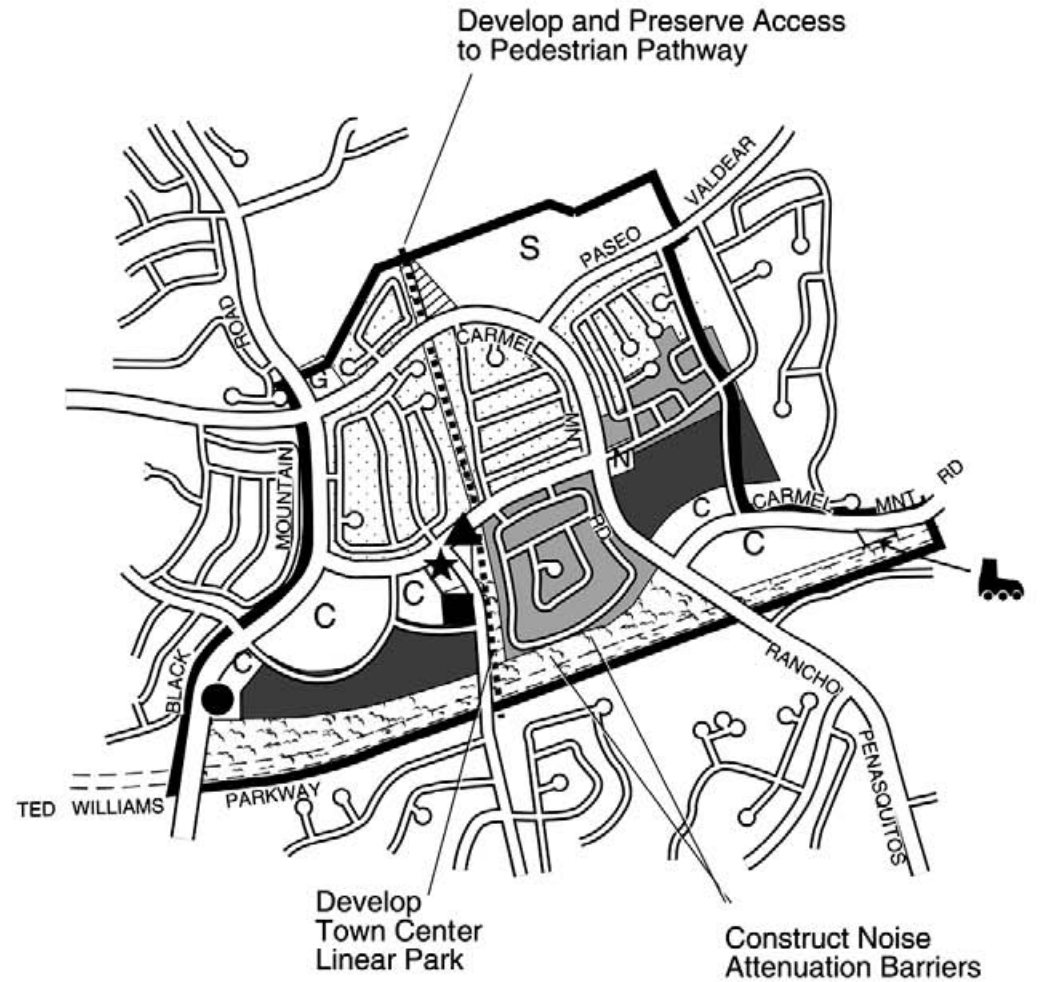 Develop and Preserve Access
to Pedestrian Pathway
VALDEAR
PASEO
S
ROAD
CARMEL
G
MNT
N
MOUNTAIN
RD
C
CARMEL
MNT
RD
C
C
C
C
BLACK
RANCHO
PENASQUITOS
TED WILLIAMS
PARKWAY
Develop
Town Center
Linear Park
Construct Noise
Attenuation Barriers